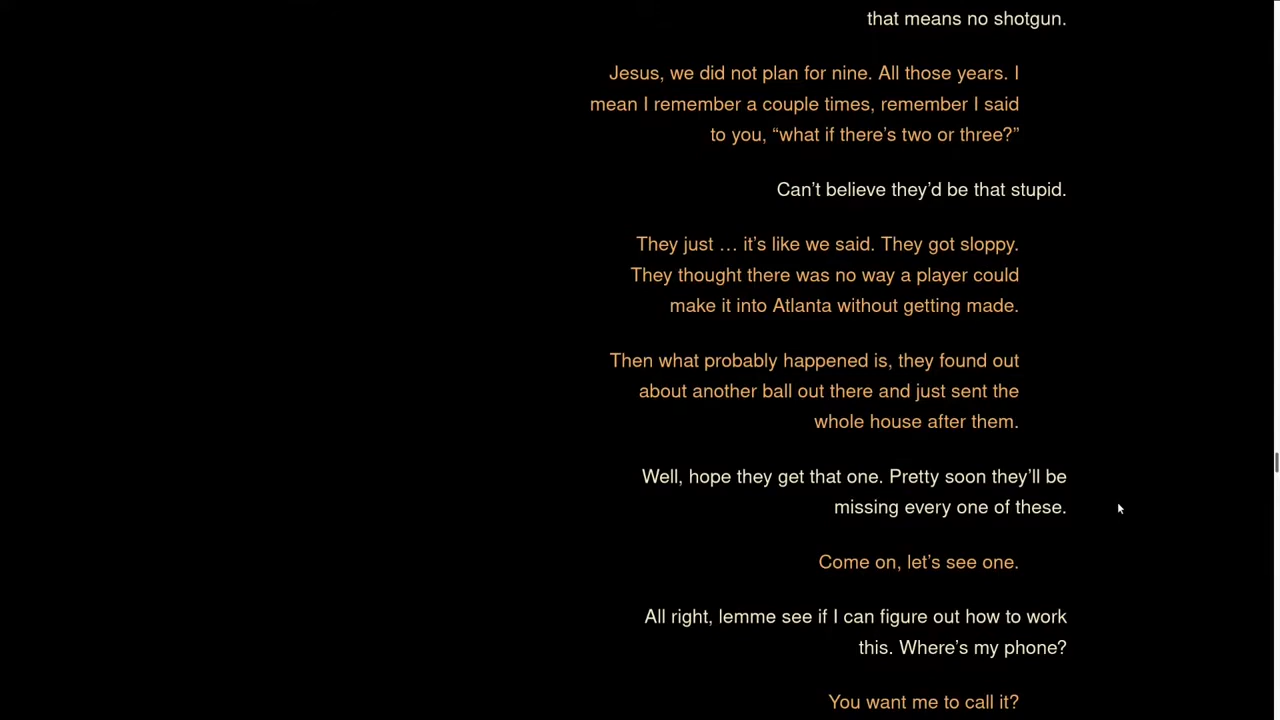 that means no shotgun.
Jesus, we did not plan for nine. All those years. I
mean I remember a couple times, remember I said
to you, “what if there’s two or three?”
Can’t believe they’d be that stupid.
They just … it’s like we said. They got sloppy.
They thought there was no way a player could
make it into Atlanta without getting made.
Then what probably happened is, they found out
about another ball out there and just sent the
whole house after them.
Well, hope they get that one. Pretty soon they’ll be
missing every one of these.
Come on, let’s see one.
All right, lemme see if I can figure out how to work
this. Where’s my phone?
You want me to call it?